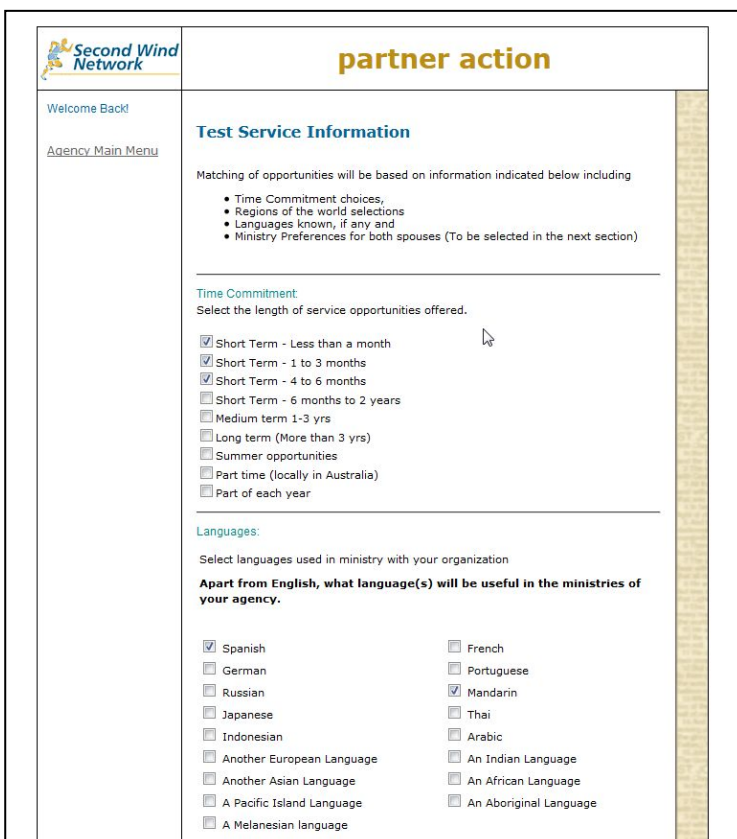 Second Wind
Network
partner action
Welcome Back!
Agency Main Menu
Test Service Information
Matching of opportunities will be based on information indicated below including
• Time Commitment choices,
• Regions of the world selections
• Languages known, if any and
• Ministry Preferences for both spouses (To be selected in the next section)
Time Commitment:
Select the length of service opportunities offered.
Short Term - Less than a month
Short Term - 1 to 3 months
Short Term - 4 to 6 months
Short Term - 6 months to 2 years
Medium term 1-3 yrs
Long term (More than 3 yrs)
Summer opportunities
Part time (locally in Australia)
Part of each year
Languages:
Select languages used in ministry with your organization
Apart from English, what language(s) will be useful in the ministries of
your agency.
Spanish French
German Portuguese
Russian Mandarin
Japanese Thai
Indonesian Arabic
Another European Language An Indian Language
Another Asian Language An African Language
A Pacific Island Language An Aboriginal Language
A Melanesian language